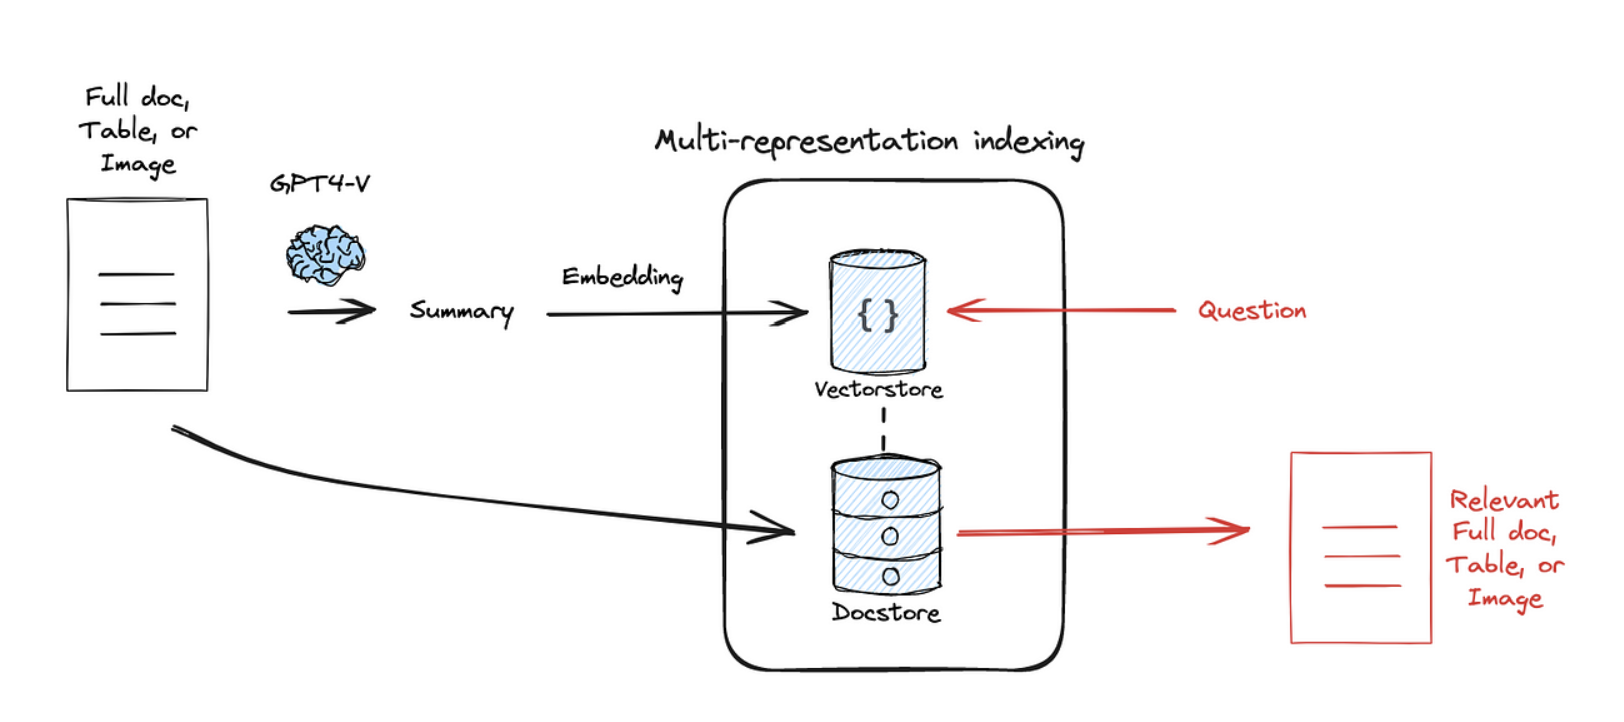 Full doc,
Table, or
Image
GPT4-V
Summary
Embedding
Multi-representation indexing
{ }
Vectorstore
Docstore
Question
Relevant
Full doc,
Table, or
Image